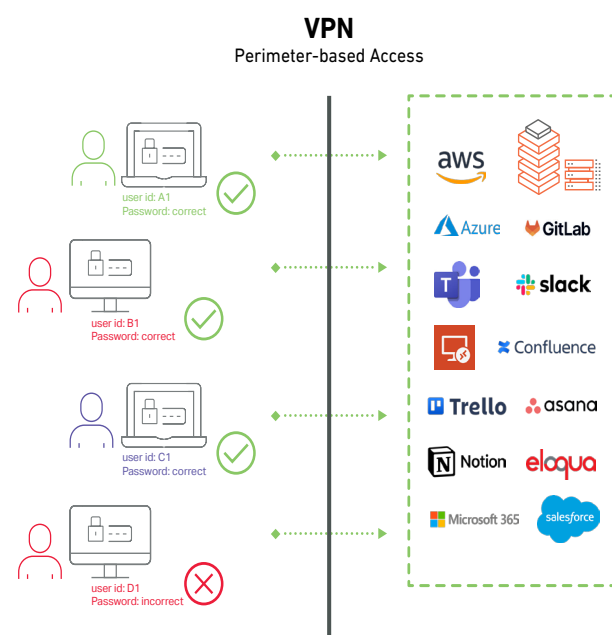 VPN
Perimeter-based Access
user id: A1
Password: correct
user id: B1
Password: correct
user id: C1
Password: correct
user id: D1
Password: incorrect
aws
Azure
GitLab
T
slack
Confluence
Trello
asana
N
Notion
eloqua
Microsoft 365
salesforce